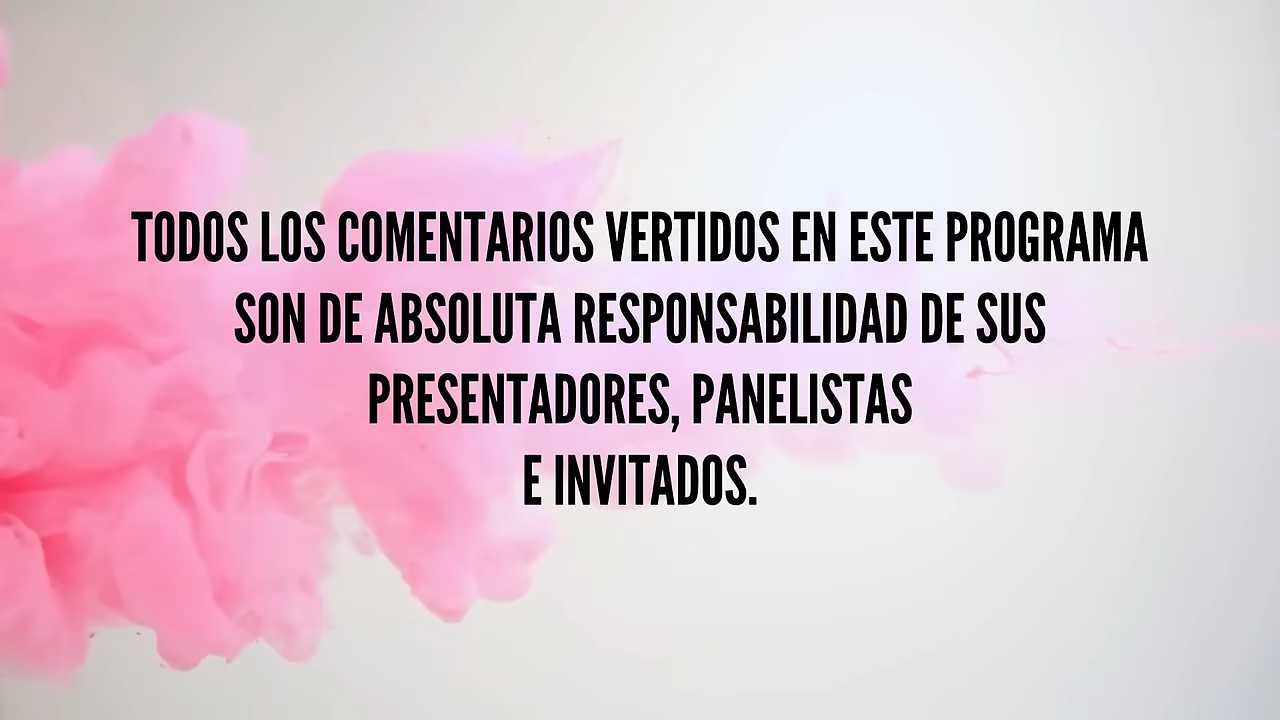 TODOS LOS COMENTARIOS VERTIDOS EN ESTE PROGRAMA
SON DE ABSOLUTA RESPONSABILIDAD DE SUS
PRESENTADORES, PANELISTAS
E INVITADOS.